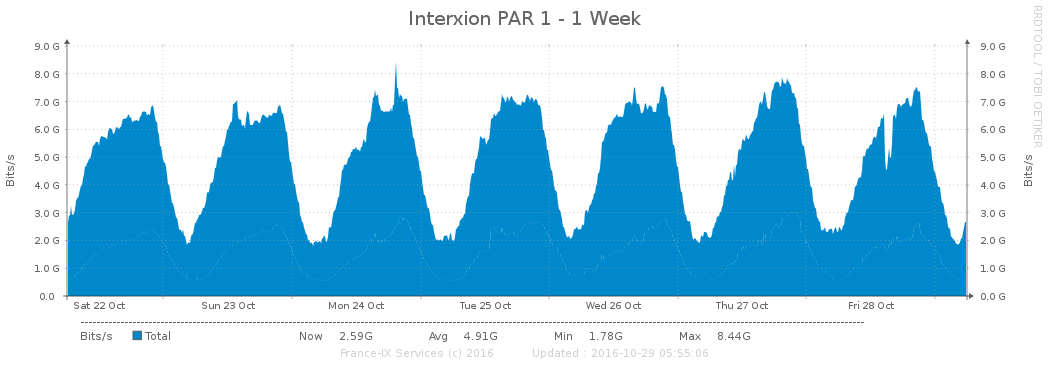 Interxion PAR 1 - 1 Week
RRDTOOL / TOBI OETIKER
Bits/s
9.0 G 9.0 G
8.0 G 8.0 G
7.0 G 7.0 G
6.0 G 6.0 G
5.0 G 5.0 G
4.0 G 4.0 G
3.0 G 3.0 G
2.0 G 2.0 G
1.0 G 1.0 G
0.0 0.0 G
Bits/s
Sat 22 Oct Sun 23 Oct Mon 24 Oct Tue 25 Oct Wed 26 Oct Thu 27 Oct Fri 28 Oct
Bits/s Total Now 2.59G Avg 4.91G Min 1.78G Max 8.44G
France-IX Services (c) 2016 Updated : 2016-10-29 05:55:06